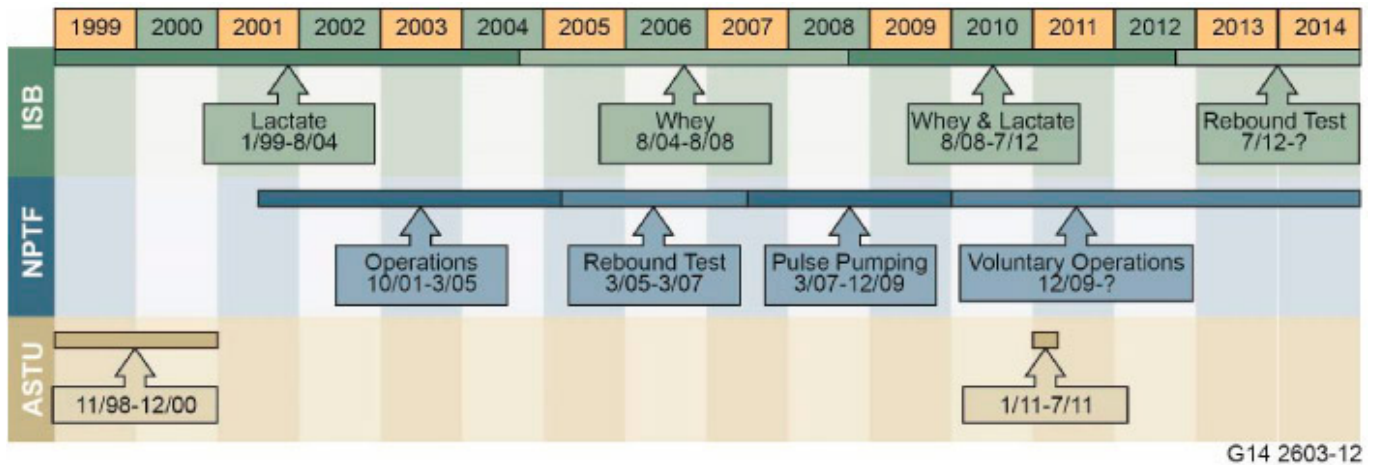 1999 2000 2001 2002 2003 2004 2005 2006 2007 2008 2009 2010 2011 2012 2013 2014
ISB
Lactate
1/99-8/04
Whey
8/04-8/08
Whey & Lactate
8/08-7/12
Rebound Test
7/12-?
NPTF
Operations
10/01-3/05
Rebound Test
3/05-3/07
Pulse Pumping
3/07-12/09
Voluntary Operations
12/09-?
ASTU
11/98-12/00
1/11-7/11
G14 2603-12